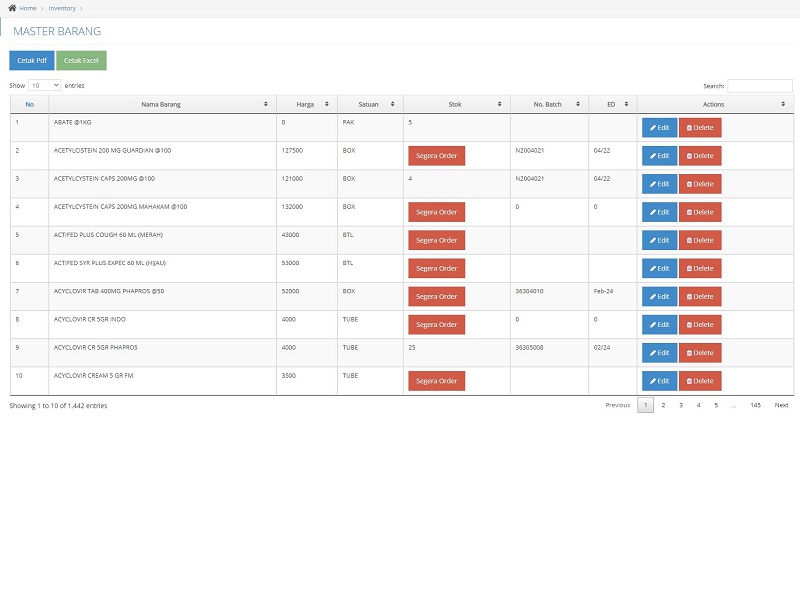 Home > Inventory >
MASTER BARANG
Cetak Pdf Cetak Excel
Show 10 entries Search:
No Nama Barang Harga Satuan Stok No. Batch ED Actions
1 ABATE @1KG 0 PAK 5 Edit Delete
2 ACETYLCISTEIN 200 MG GUARDIAN @100 127500 BOX Segera Order N2004021 04/22 Edit Delete
3 ACETYLCYSTEIN CAPS 200MG @100 121000 BOX 4 N2004021 04/22 Edit Delete
4 ACETYLCYSTEIN CAPS 200MG MAHAKAM @100 132000 BOX Segera Order 0 0 Edit Delete
5 ACTIFED PLUS COUGH 60 ML (MERAH) 43000 BTL Segera Order Edit Delete
6 ACTIFED SYR PLUS EXPEC 60 ML (HIJAU) 53000 BTL Segera Order Edit Delete
7 ACYCLOVIR TAB 400MG PHAPROS @50 52000 BOX Segera Order 36304010 Feb-24 Edit Delete
8 ACYCLOVIR CR 5GR INDO 4000 TUBE Segera Order 0 0 Edit Delete
9 ACYCLOVIR CR 5GR PHAPROS 4000 TUBE 25 36305008 02/24 Edit Delete
10 ACYCLOVIR CREAM 5 GR FM 3500 TUBE Segera Order Edit Delete
Showing 1 to 10 of 1,442 entries Previous 1 2 3 4 5 ... 145 Next